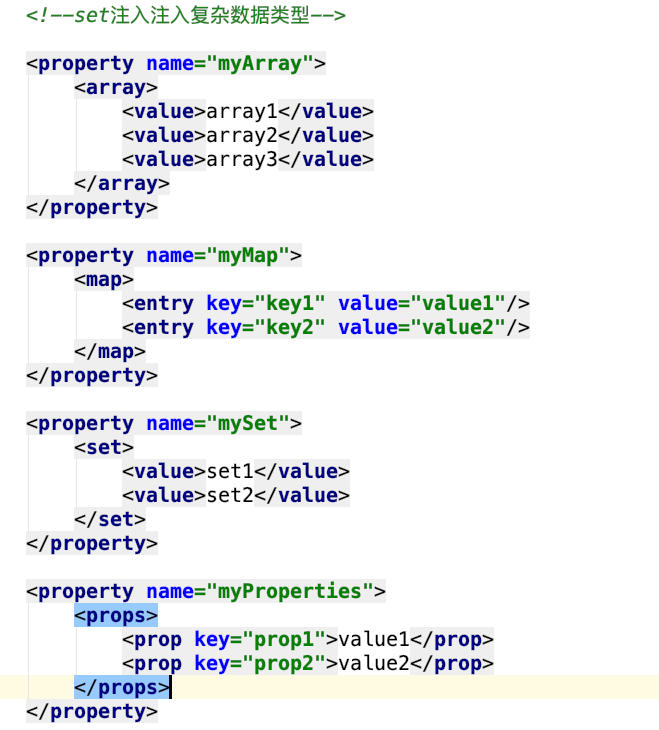 <!--set注入注入复杂数据类型-->
<property name="myArray">
<array>
<value>array1</value>
<value>array2</value>
<value>array3</value>
</array>
</property>
<property name="myMap">
<map>
<entry key="key1" value="value1"/>
<entry key="key2" value="value2"/>
</map>
</property>
<property name="mySet">
<set>
<value>set1</value>
<value>set2</value>
</set>
</property>
<property name="myProperties">
<props>
<prop key="prop1">value1</prop>
<prop key="prop2">value2</prop>
</props>
</property>